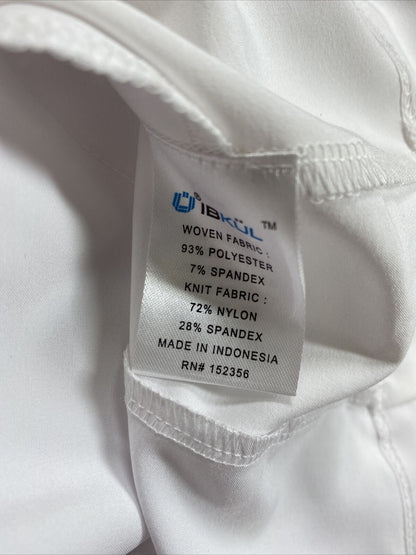 IBKÜL™
WOVEN FABRIC :
93% POLYESTER
7% SPANDEX
KNIT FABRIC :
72% NYLON
28% SPANDEX
MADE IN INDONESIA
RN# 152356